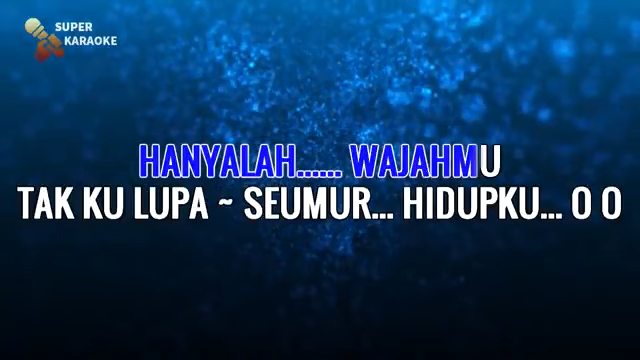 SUPER
KARAOKE
HANYALAH...... WAJAHMU
TAK KU LUPA ~ SEUMUR... HIDUPKU... O O